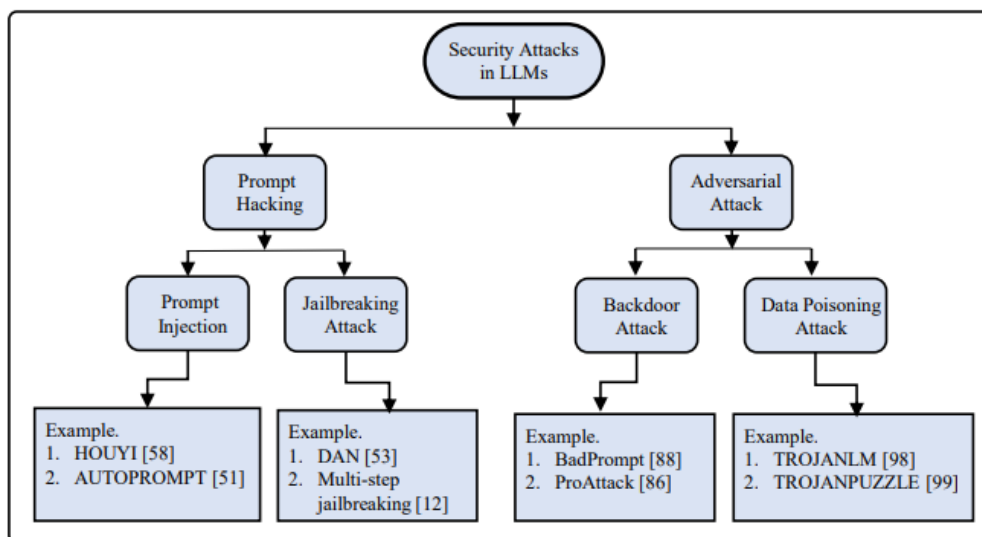 Security Attacks
in LLMs
Prompt
Hacking
Adversarial
Attack
Prompt
Injection
Jailbreaking
Attack
Backdoor
Attack
Data Poisoning
Attack
Example.
1. HOUYI [58]
2. AUTOPROMPT [51]
Example.
1. DAN [53]
2. Multi-step
jailbreaking [12]
Example.
1. BadPrompt [88]
2. ProAttack [86]
Example.
1. TROJANLM [98]
2. TROJANPUZZLE [99]